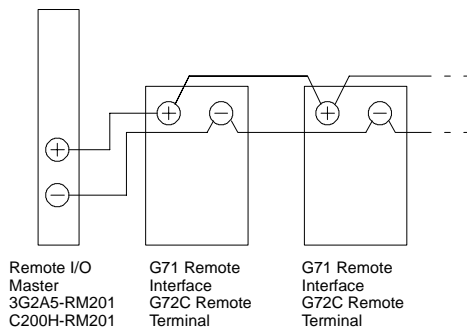 Remote I/O
Master
3G2A5-RM201
C200H-RM201
G71 Remote
Interface
G72C Remote
Terminal
G71 Remote
Interface
G72C Remote
Terminal